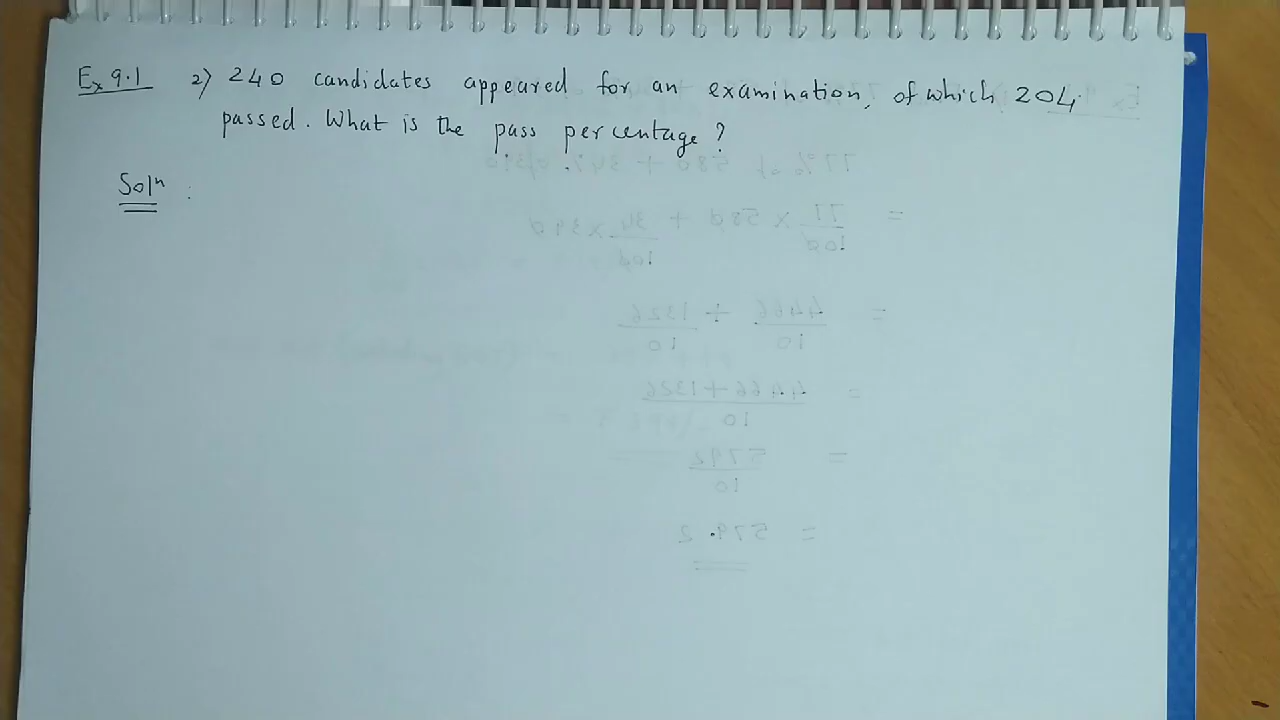 Ex 9.1 2) 240 candidates appeared for an examination, of which 204
passed. What is the pass percentage?
Solⁿ :